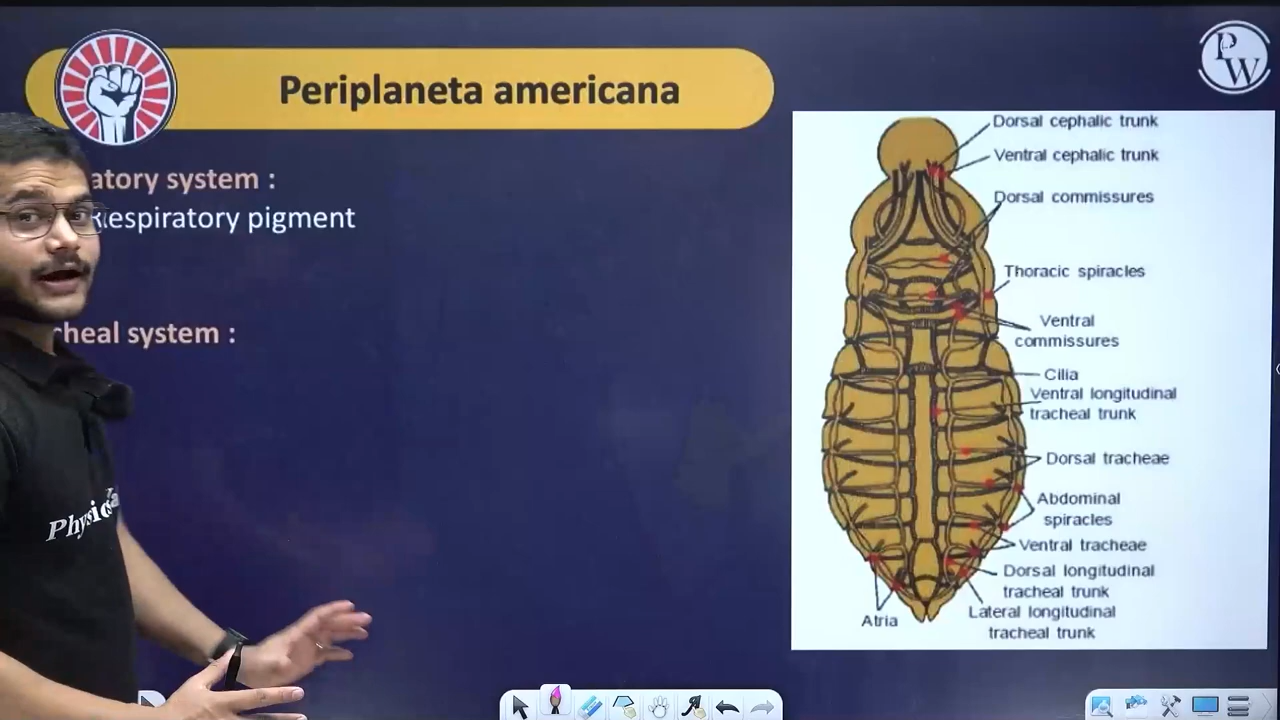 Periplaneta americana
PW
atory system :
Respiratory pigment
cheal system :
Dorsal cephalic trunk
Ventral cephalic trunk
Dorsal commissures
Thoracic spiracles
Ventral
commissures
Cilia
Ventral longitudinal
tracheal trunk
Dorsal tracheae
Abdominal
spiracles
Ventral tracheae
Dorsal longitudinal
tracheal trunk
Lateral longitudinal
tracheal trunk
Atria